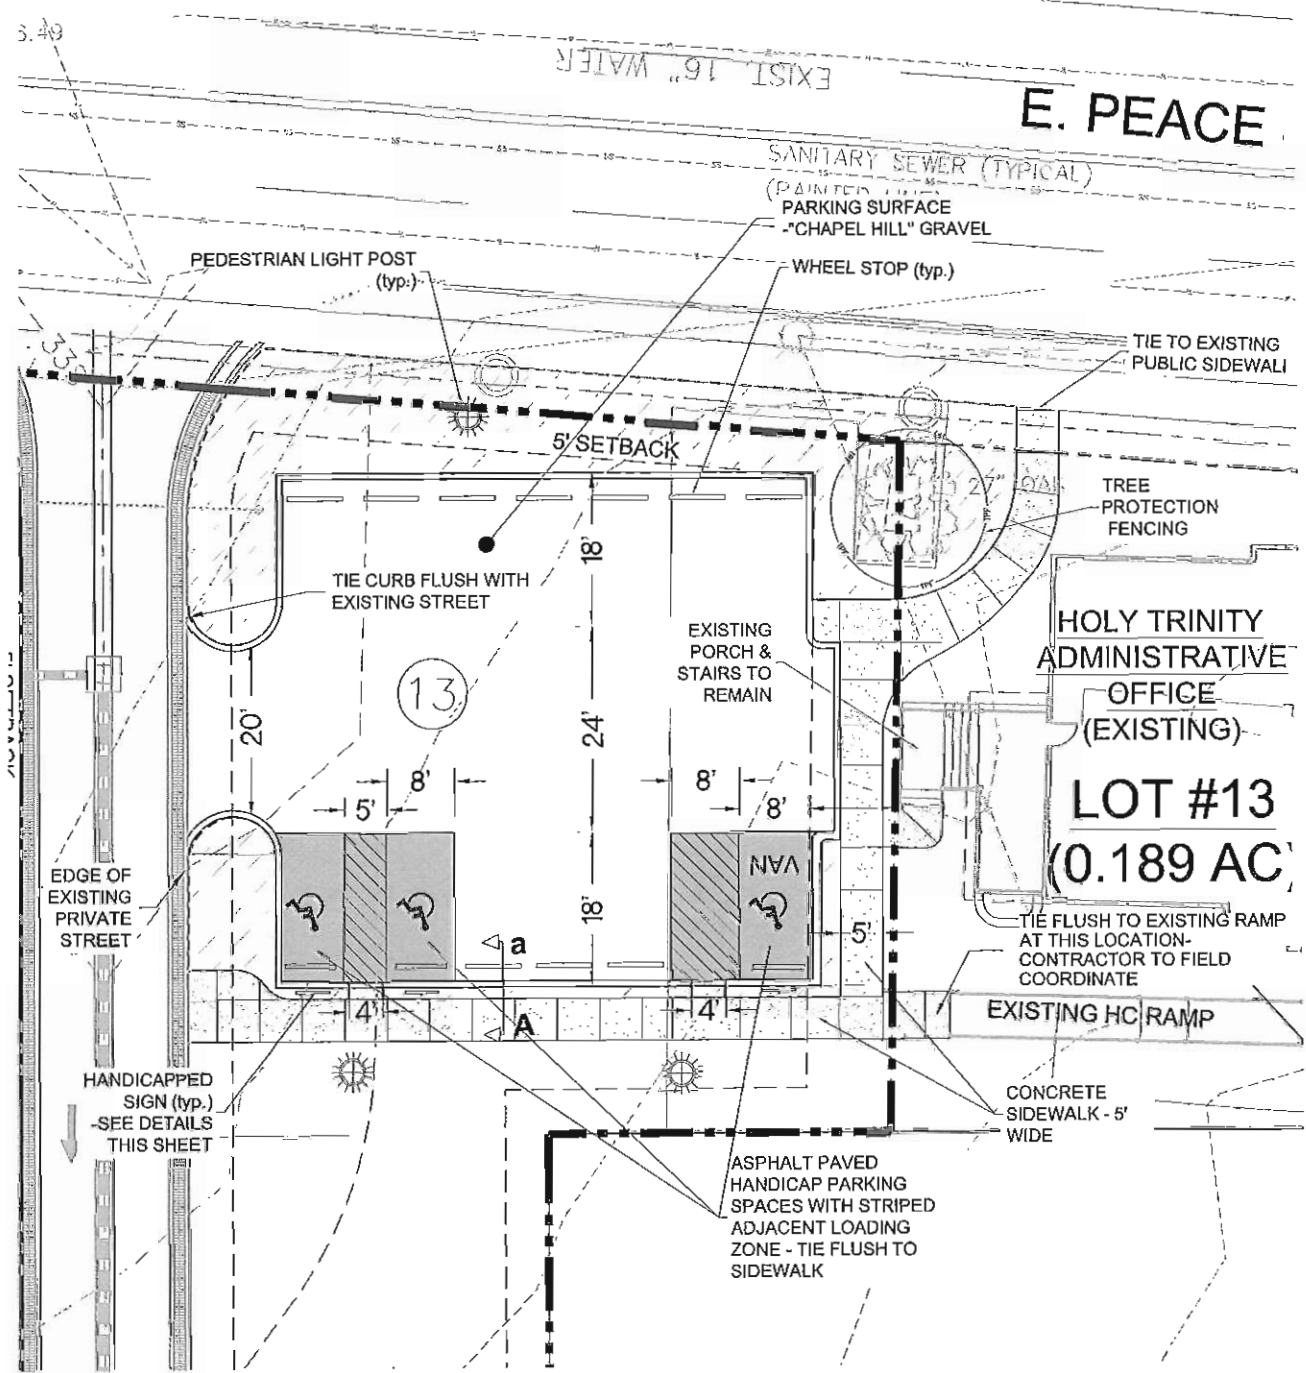 EXIST. 16" WATER
E. PEACE
SANITARY SEWER (TYPICAL)
PARKING SURFACE
-"CHAPEL HILL" GRAVEL
PEDESTRIAN LIGHT POST
(typ.)
WHEEL STOP (typ.)
TIE TO EXISTING
PUBLIC SIDEWAL
5' SETBACK
27"
TREE
PROTECTION
FENCING
18'
TIE CURB FLUSH WITH
EXISTING STREET
EXISTING
PORCH &
STAIRS TO
REMAIN
HOLY TRINITY
ADMINISTRATIVE
OFFICE
(EXISTING)
13
20'
24'
8'
5'
8'
8'
LOT #13
(0.189 AC)
VAN
EDGE OF
EXISTING
PRIVATE
STREET
18'
5'
a
TIE FLUSH TO EXISTING RAMP
AT THIS LOCATION-
CONTRACTOR TO FIELD
COORDINATE
4'
A
4'
EXISTING HC RAMP
HANDICAPPED
SIGN (typ.)
-SEE DETAILS
THIS SHEET
CONCRETE
SIDEWALK - 5'
WIDE
ASPHALT PAVED
HANDICAP PARKING
SPACES WITH STRIPED
ADJACENT LOADING
ZONE - TIE FLUSH TO
SIDEWALK